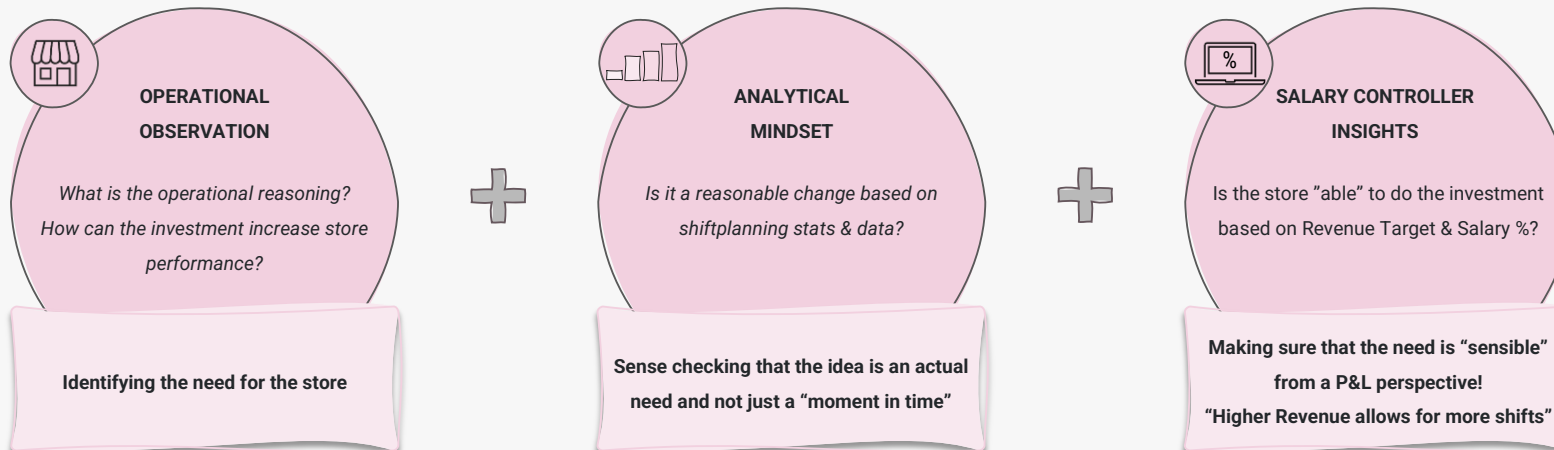 OPERATIONAL
OBSERVATION
What is the operational reasoning?
How can the investment increase store
performance?
Identifying the need for the store
ANALYTICAL
MINDSET
Is it a reasonable change based on
shiftplanning stats & data?
Sense checking that the idea is an actual
need and not just a “moment in time”
%
SALARY CONTROLLER
INSIGHTS
Is the store ”able” to do the investment
based on Revenue Target & Salary %?
Making sure that the need is “sensible”
from a P&L perspective!
“Higher Revenue allows for more shifts”